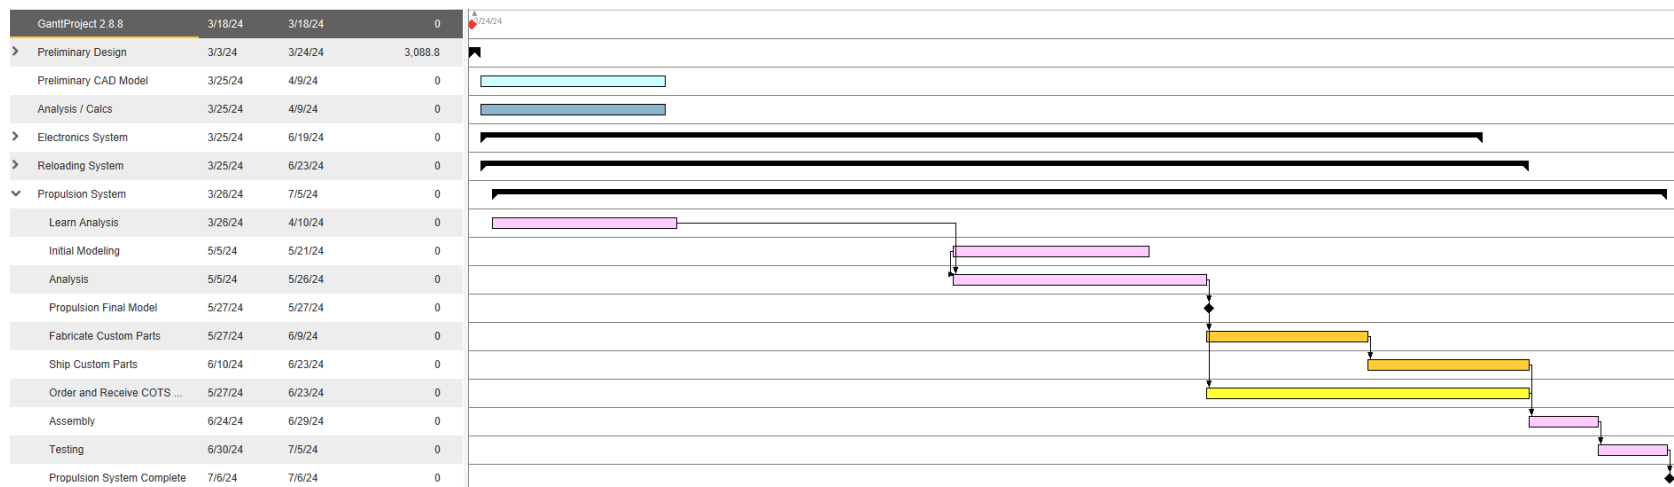 GanttProject 2.8.8 3/18/24 3/18/24 0
Preliminary Design 3/3/24 3/24/24 3,088.8
Preliminary CAD Model 3/25/24 4/9/24 0
Analysis / Calcs 3/25/24 4/9/24 0
Electronics System 3/25/24 6/19/24 0
Reloading System 3/25/24 6/23/24 0
Propulsion System 3/26/24 7/5/24 0
Learn Analysis 3/26/24 4/10/24 0
Initial Modeling 5/5/24 5/21/24 0
Analysis 5/5/24 5/26/24 0
Propulsion Final Model 5/27/24 5/27/24 0
Fabricate Custom Parts 5/27/24 6/9/24 0
Ship Custom Parts 6/10/24 6/23/24 0
Order and Receive COTS ... 5/27/24 6/23/24 0
Assembly 6/24/24 6/29/24 0
Testing 6/30/24 7/5/24 0
Propulsion System Complete 7/6/24 7/6/24 0